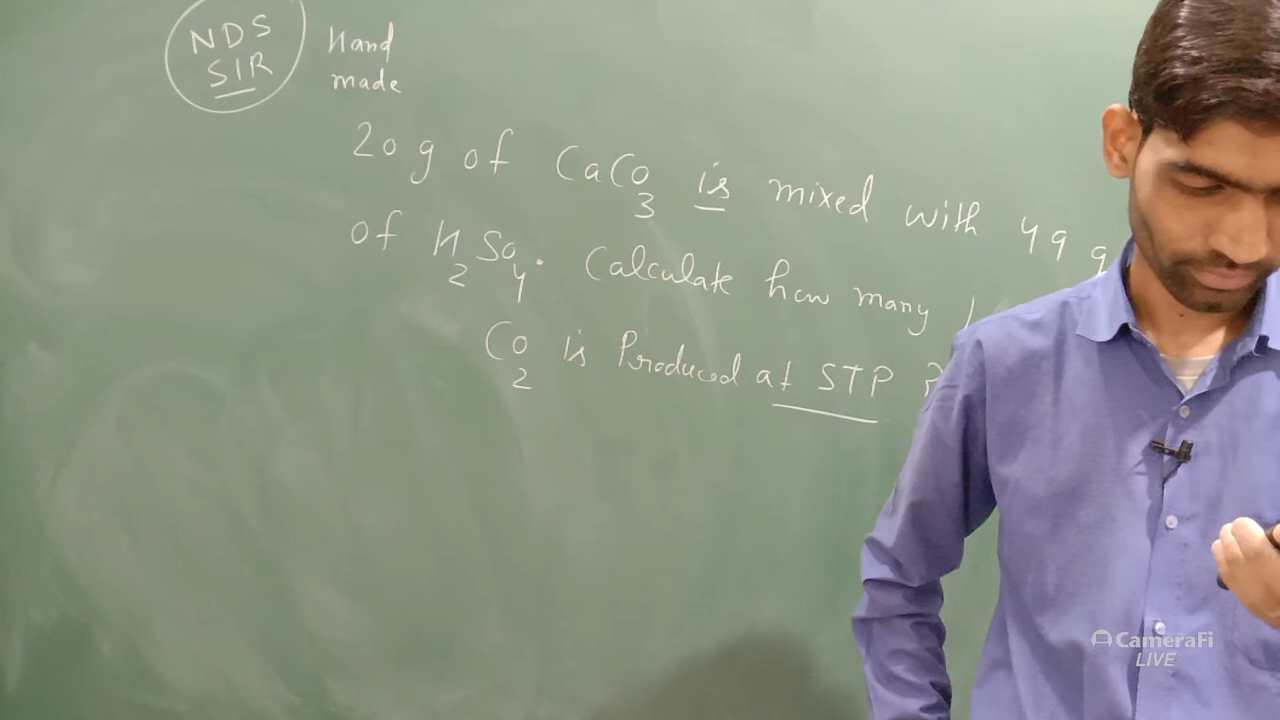 NDS
SIR
Hand
made
20g of CaCO3 is mixed with 49 g
of H2SO4. Calculate how many
CO2 is Produced at STP ?
CameraFi
LIVE